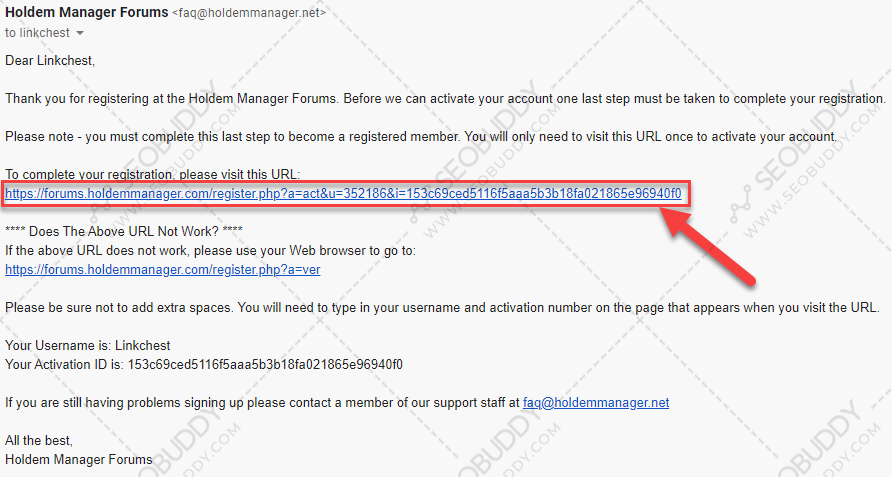 Holdem Manager Forums <faq@holdemmanager.net>
to linkchest
Dear Linkchest,
Thank you for registering at the Holdem Manager Forums. Before we can activate your account one last step must be taken to complete your registration.
Please note - you must complete this last step to become a registered member. You will only need to visit this URL once to activate your account.
To complete your registration, please visit this URL:
https://forums.holdemmanager.com/register.php?a=act&u=352186&i=153c69ced5116f5aaa5b3b18fa021865e96940f0
**** Does The Above URL Not Work? ****
If the above URL does not work, please use your Web browser to go to:
https://forums.holdemmanager.com/register.php?a=ver
Please be sure not to add extra spaces. You will need to type in your username and activation number on the page that appears when you visit the URL.
Your Username is: Linkchest
Your Activation ID is: 153c69ced5116f5aaa5b3b18fa021865e96940f0
If you are still having problems signing up please contact a member of our support staff at faq@holdemmanager.net
All the best,
Holdem Manager Forums
SEOBUDDY
WWW.SEOBUDDY.COM